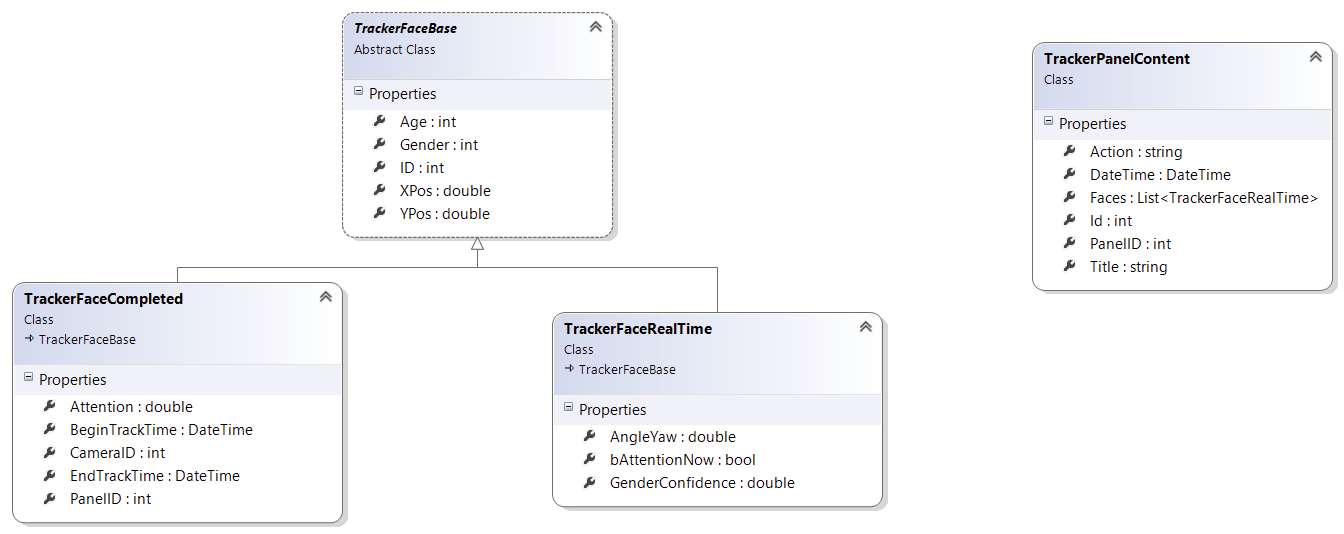 TrackerFaceBase
Abstract Class
Properties
Age : int
Gender : int
ID : int
XPos : double
YPos : double
TrackerPanelContent
Class
Properties
Action : string
DateTime : DateTime
Faces : List<TrackerFaceRealTime>
Id : int
PanelID : int
Title : string
TrackerFaceCompleted
Class
TrackerFaceBase
Properties
Attention : double
BeginTrackTime : DateTime
CameraID : int
EndTrackTime : DateTime
PanelID : int
TrackerFaceRealTime
Class
TrackerFaceBase
Properties
AngleYaw : double
bAttentionNow : bool
GenderConfidence : double